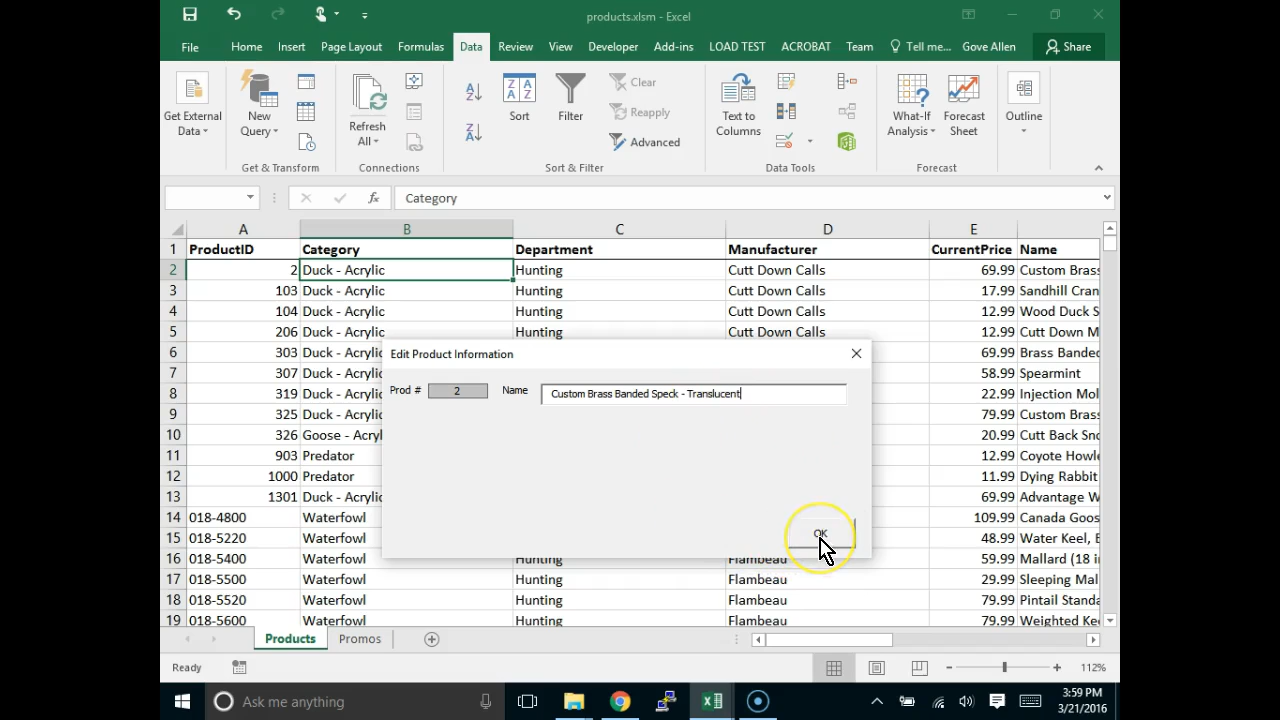 products.xlsm - Excel
File Home Insert Page Layout Formulas Data Review View Developer Add-ins LOAD TEST ACROBAT Team Tell me... Gove Allen Share
Get External Data
New Query
Refresh All
Sort
Filter
Clear
Reapply
Advanced
Text to Columns
What-If Analysis
Forecast Sheet
Outline
Get & Transform Connections Sort & Filter Data Tools Forecast
fx Category
A B C D E
1 ProductID Category Department Manufacturer CurrentPrice Name
2 2 Duck - Acrylic Hunting Cutt Down Calls 69.99 Custom Bras
3 103 Duck - Acrylic Hunting Cutt Down Calls 17.99 Sandhill Cran
4 104 Duck - Acrylic Hunting Cutt Down Calls 12.99 Wood Duck S
5 206 Duck - Acrylic Hunting Cutt Down Calls 12.99 Cutt Down M
6 303 Duck - Ac 69.99 Brass Banded
7 307 Duck - Acrylic 58.99 Spearmint
8 319 Duck - Acrylic 22.99 Injection Mol
9 325 Duck - Acrylic 79.99 Custom Brass
10 326 Goose - Acryl 20.99 Cutt Back Sno
11 903 Predator 12.99 Coyote Howle
12 1000 Predator 11.99 Dying Rabbit
13 1301 Duck - Acrylic 69.99 Advantage W
14 018-4800 Waterfowl 109.99 Canada Goos
15 018-5220 Waterfowl 48.99 Water Keel, E
16 018-5400 Waterfowl Hunting Flambeau 59.99 Mallard (18 i
17 018-5500 Waterfowl Hunting Flambeau 29.99 Sleeping Mal
18 018-5520 Waterfowl Hunting Flambeau 79.99 Pintail Standa
19 018-5600 Waterfowl Hunting Flambeau 79.99 Weighted Ke
Edit Product Information
Prod # 2 Name Custom Brass Banded Speck - Translucent
OK
Products Promos
Ready 112%
Ask me anything
3:59 PM
3/21/2016